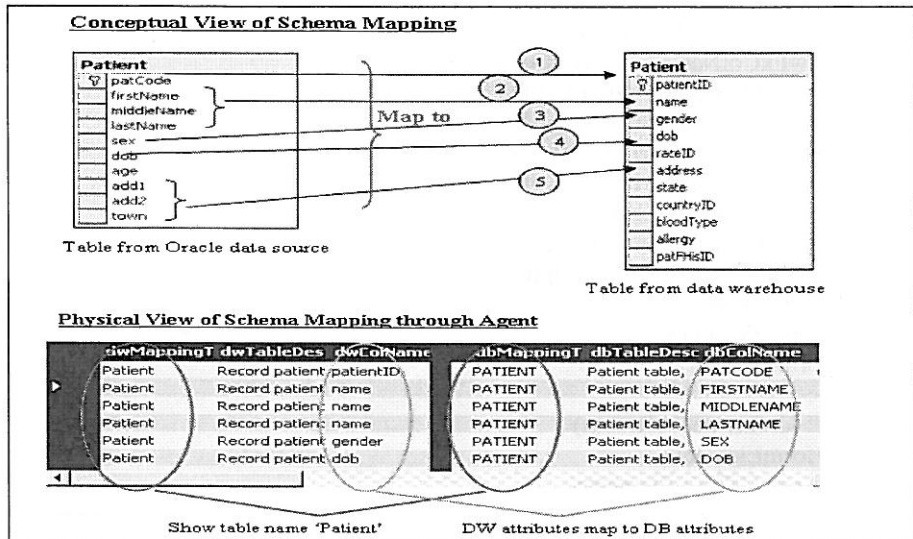 Conceptual View of Schema Mapping
Patient
patCode
firstName
middleName
lastName
sex
dob
age
add1
add2
town
Table from Oracle data source
Map to
1
2
3
4
5
Patient
patientID
name
gender
dob
rateID
address
state
countryID
bloodType
allergy
patFHisID
Table from data warehouse
Physical View of Schema Mapping through Agent
dwMappingT dwTableDes dwColName dbMappingT dbTableDesc dbColName
Patient Record patient patientID PATIENT Patient table, PATCODE
Patient Record patient name PATIENT Patient table, FIRSTNAME
Patient Record patient name PATIENT Patient table, MIDDLENAME
Patient Record patient name PATIENT Patient table, LASTNAME
Patient Record patient gender PATIENT Patient table, SEX
Patient Record patient dob PATIENT Patient table, DOB
Show table name 'Patient'
DW attributes map to DB attributes